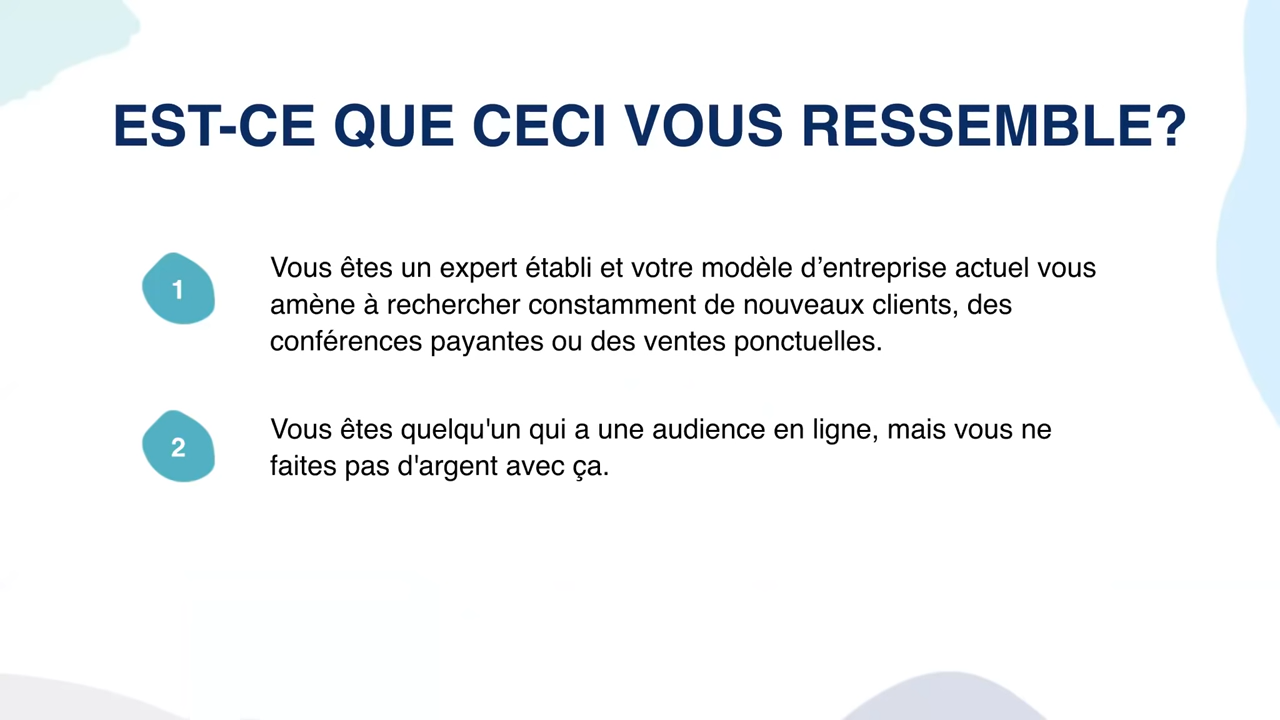 EST-CE QUE CECI VOUS RESSEMBLE?
1
Vous êtes un expert établi et votre modèle d’entreprise actuel vous
amène à rechercher constamment de nouveaux clients, des
conférences payantes ou des ventes ponctuelles.
2
Vous êtes quelqu'un qui a une audience en ligne, mais vous ne
faites pas d'argent avec ça.